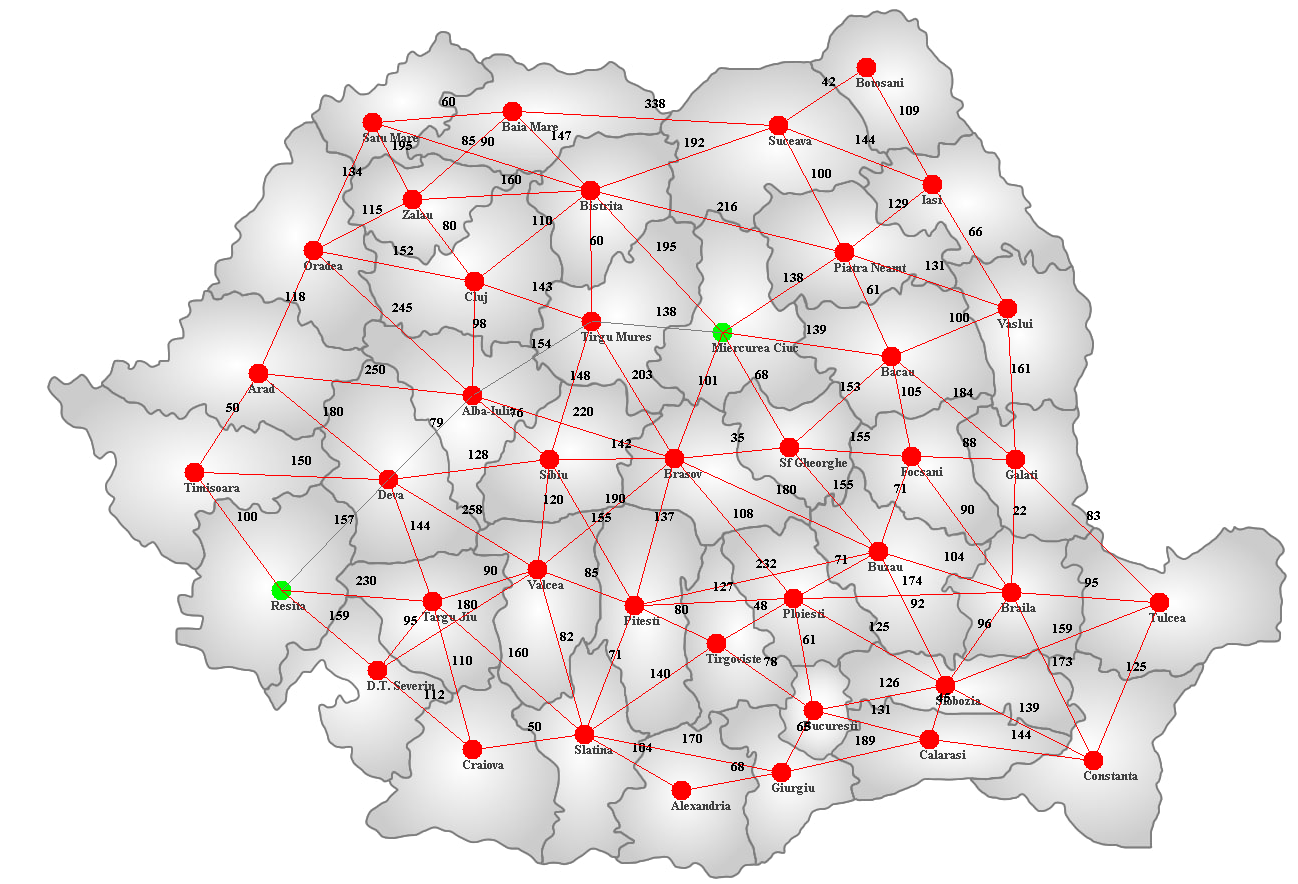 42
Botosani
60
338
109
Baia Mare
Satu Mare
147
Suceava
195
85
90
192
144
134
160
100
Iasi
115
Zalau
Bistrita
216
129
80
110
66
152
60
195
Oradea
Piatra Neamt
131
138
Cluj
143
61
118
245
138
100
Vaslui
98
Tirgu Mures
139
154
Miercurea Ciuc
250
148
203
68
Bacau
161
Arad
101
153
105
184
50
180
Alba-Iulia
76
220
79
142
35
155
88
150
128
Sibiu
Brasov
Sf Gheorghe
Focsani
Galati
Timisoara
Deva
180
155
71
120
190
100
157
144
258
155
137
108
90
22
83
104
71
232
Buzau
230
90
Valcea
85
127
174
95
Resita
180
80
48
92
Braila
159
95
Targu Jiu
Pitesti
Ploiesti
Tulcea
82
61
125
96
159
110
160
71
Tirgoviste
78
173
125
D.T. Severin
140
126
112
45
Slobozia
131
139
50
65
Bucuresti
170
189
144
104
Slatina
Calarasi
Craiova
68
Constanta
Giurgiu
Alexandria